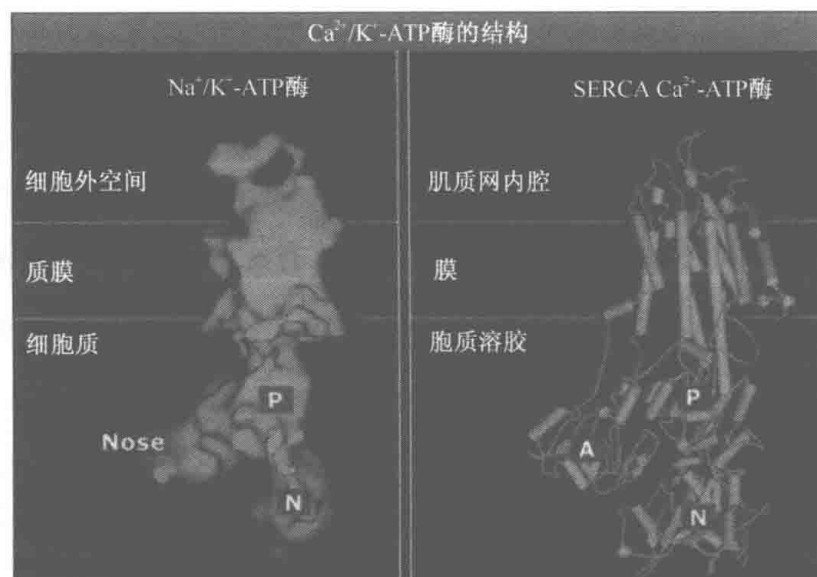 Ca²⁺/K⁺-ATP酶的结构
Na⁺/K⁻-ATP酶
细胞外空间
质膜
细胞质
P
Nose
N
SERCA Ca²⁺-ATP酶
肌质网内腔
膜
胞质溶胶
P
A
N